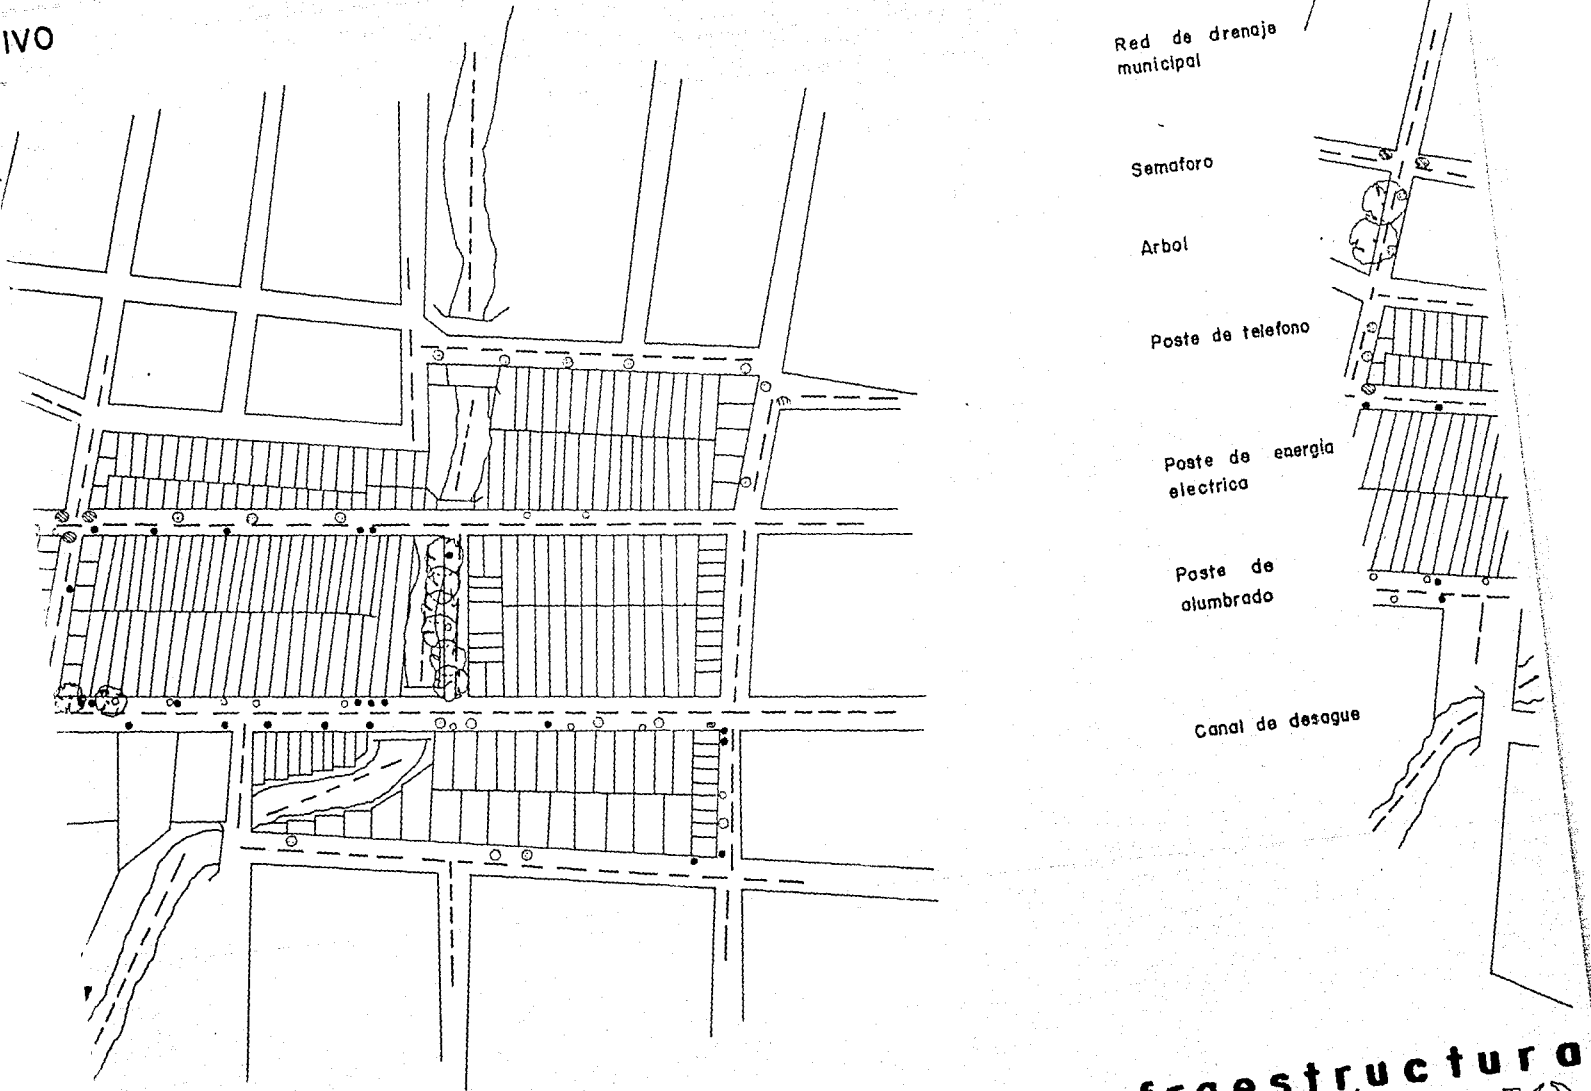 IVO
Red de drenaje
municipal
Semaforo
Arbol
Poste de telefono
Poste de energia
electrica
Poste de
alumbrado
Canal de desague
fraestructura